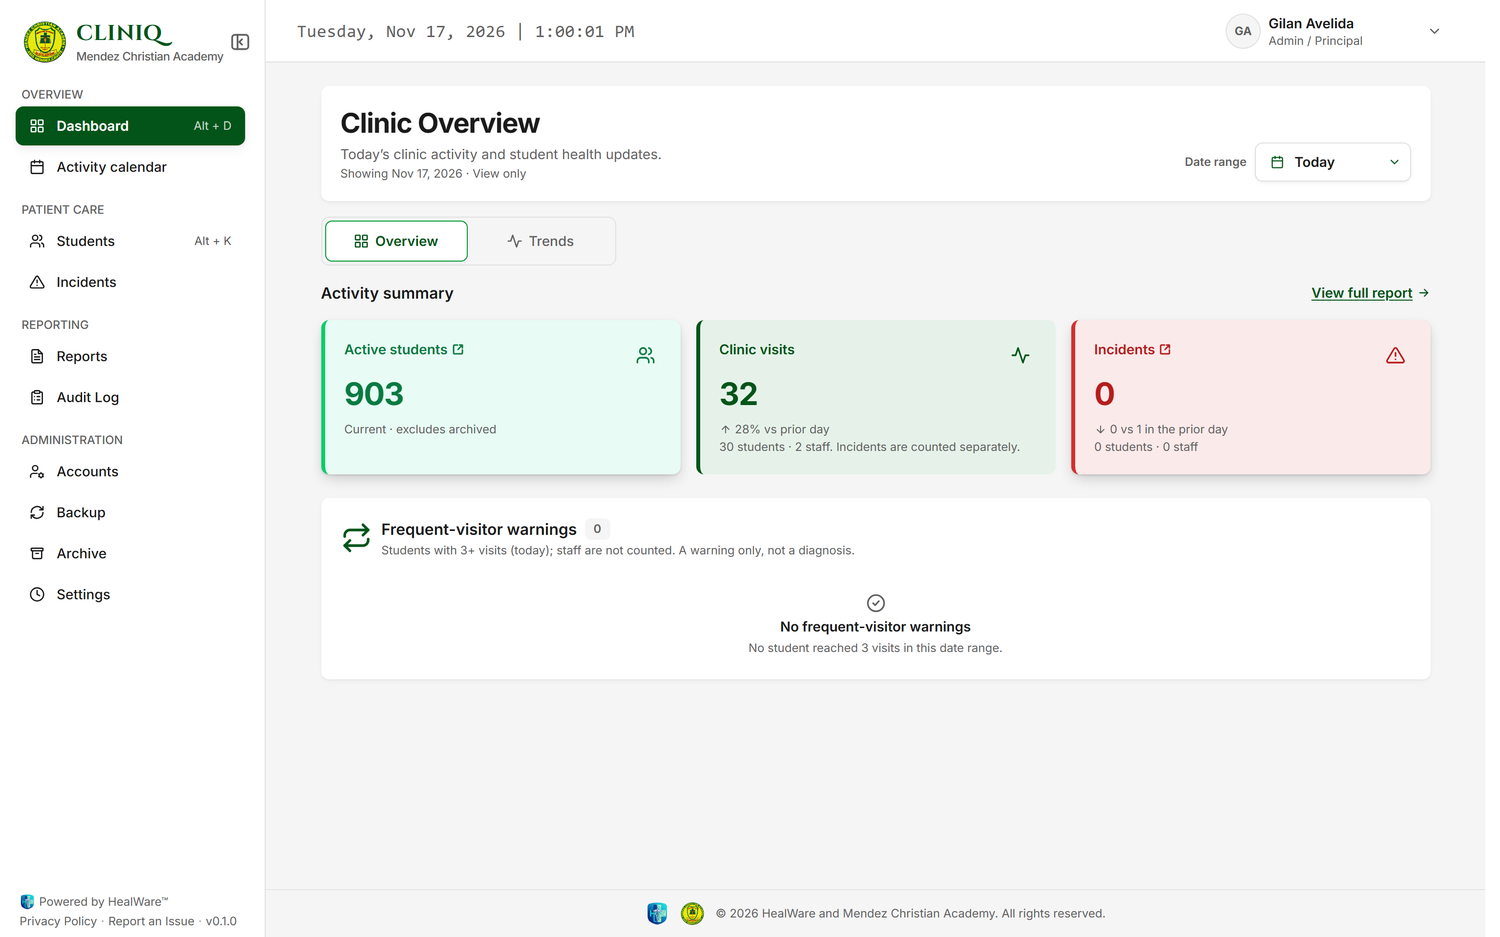 CLINIQ
Mendez Christian Academy
OVERVIEW
Dashboard Alt + D
Activity calendar
PATIENT CARE
Students Alt + K
Incidents
REPORTING
Reports
Audit Log
ADMINISTRATION
Accounts
Backup
Archive
Settings
Powered by HealWare™
Privacy Policy · Report an Issue · v0.1.0
Tuesday, Nov 17, 2026 | 1:00:01 PM
GA
Gilan Avelida
Admin / Principal
Clinic Overview
Today's clinic activity and student health updates.
Showing Nov 17, 2026 · View only
Date range
Today
Overview
Trends
Activity summary
View full report →
Active students
903
Current · excludes archived
Clinic visits
32
↑ 28% vs prior day
30 students · 2 staff. Incidents are counted separately.
Incidents
0
↓ 0 vs 1 in the prior day
0 students · 0 staff
Frequent-visitor warnings 0
Students with 3+ visits (today); staff are not counted. A warning only, not a diagnosis.
No frequent-visitor warnings
No student reached 3 visits in this date range.
© 2026 HealWare and Mendez Christian Academy. All rights reserved.